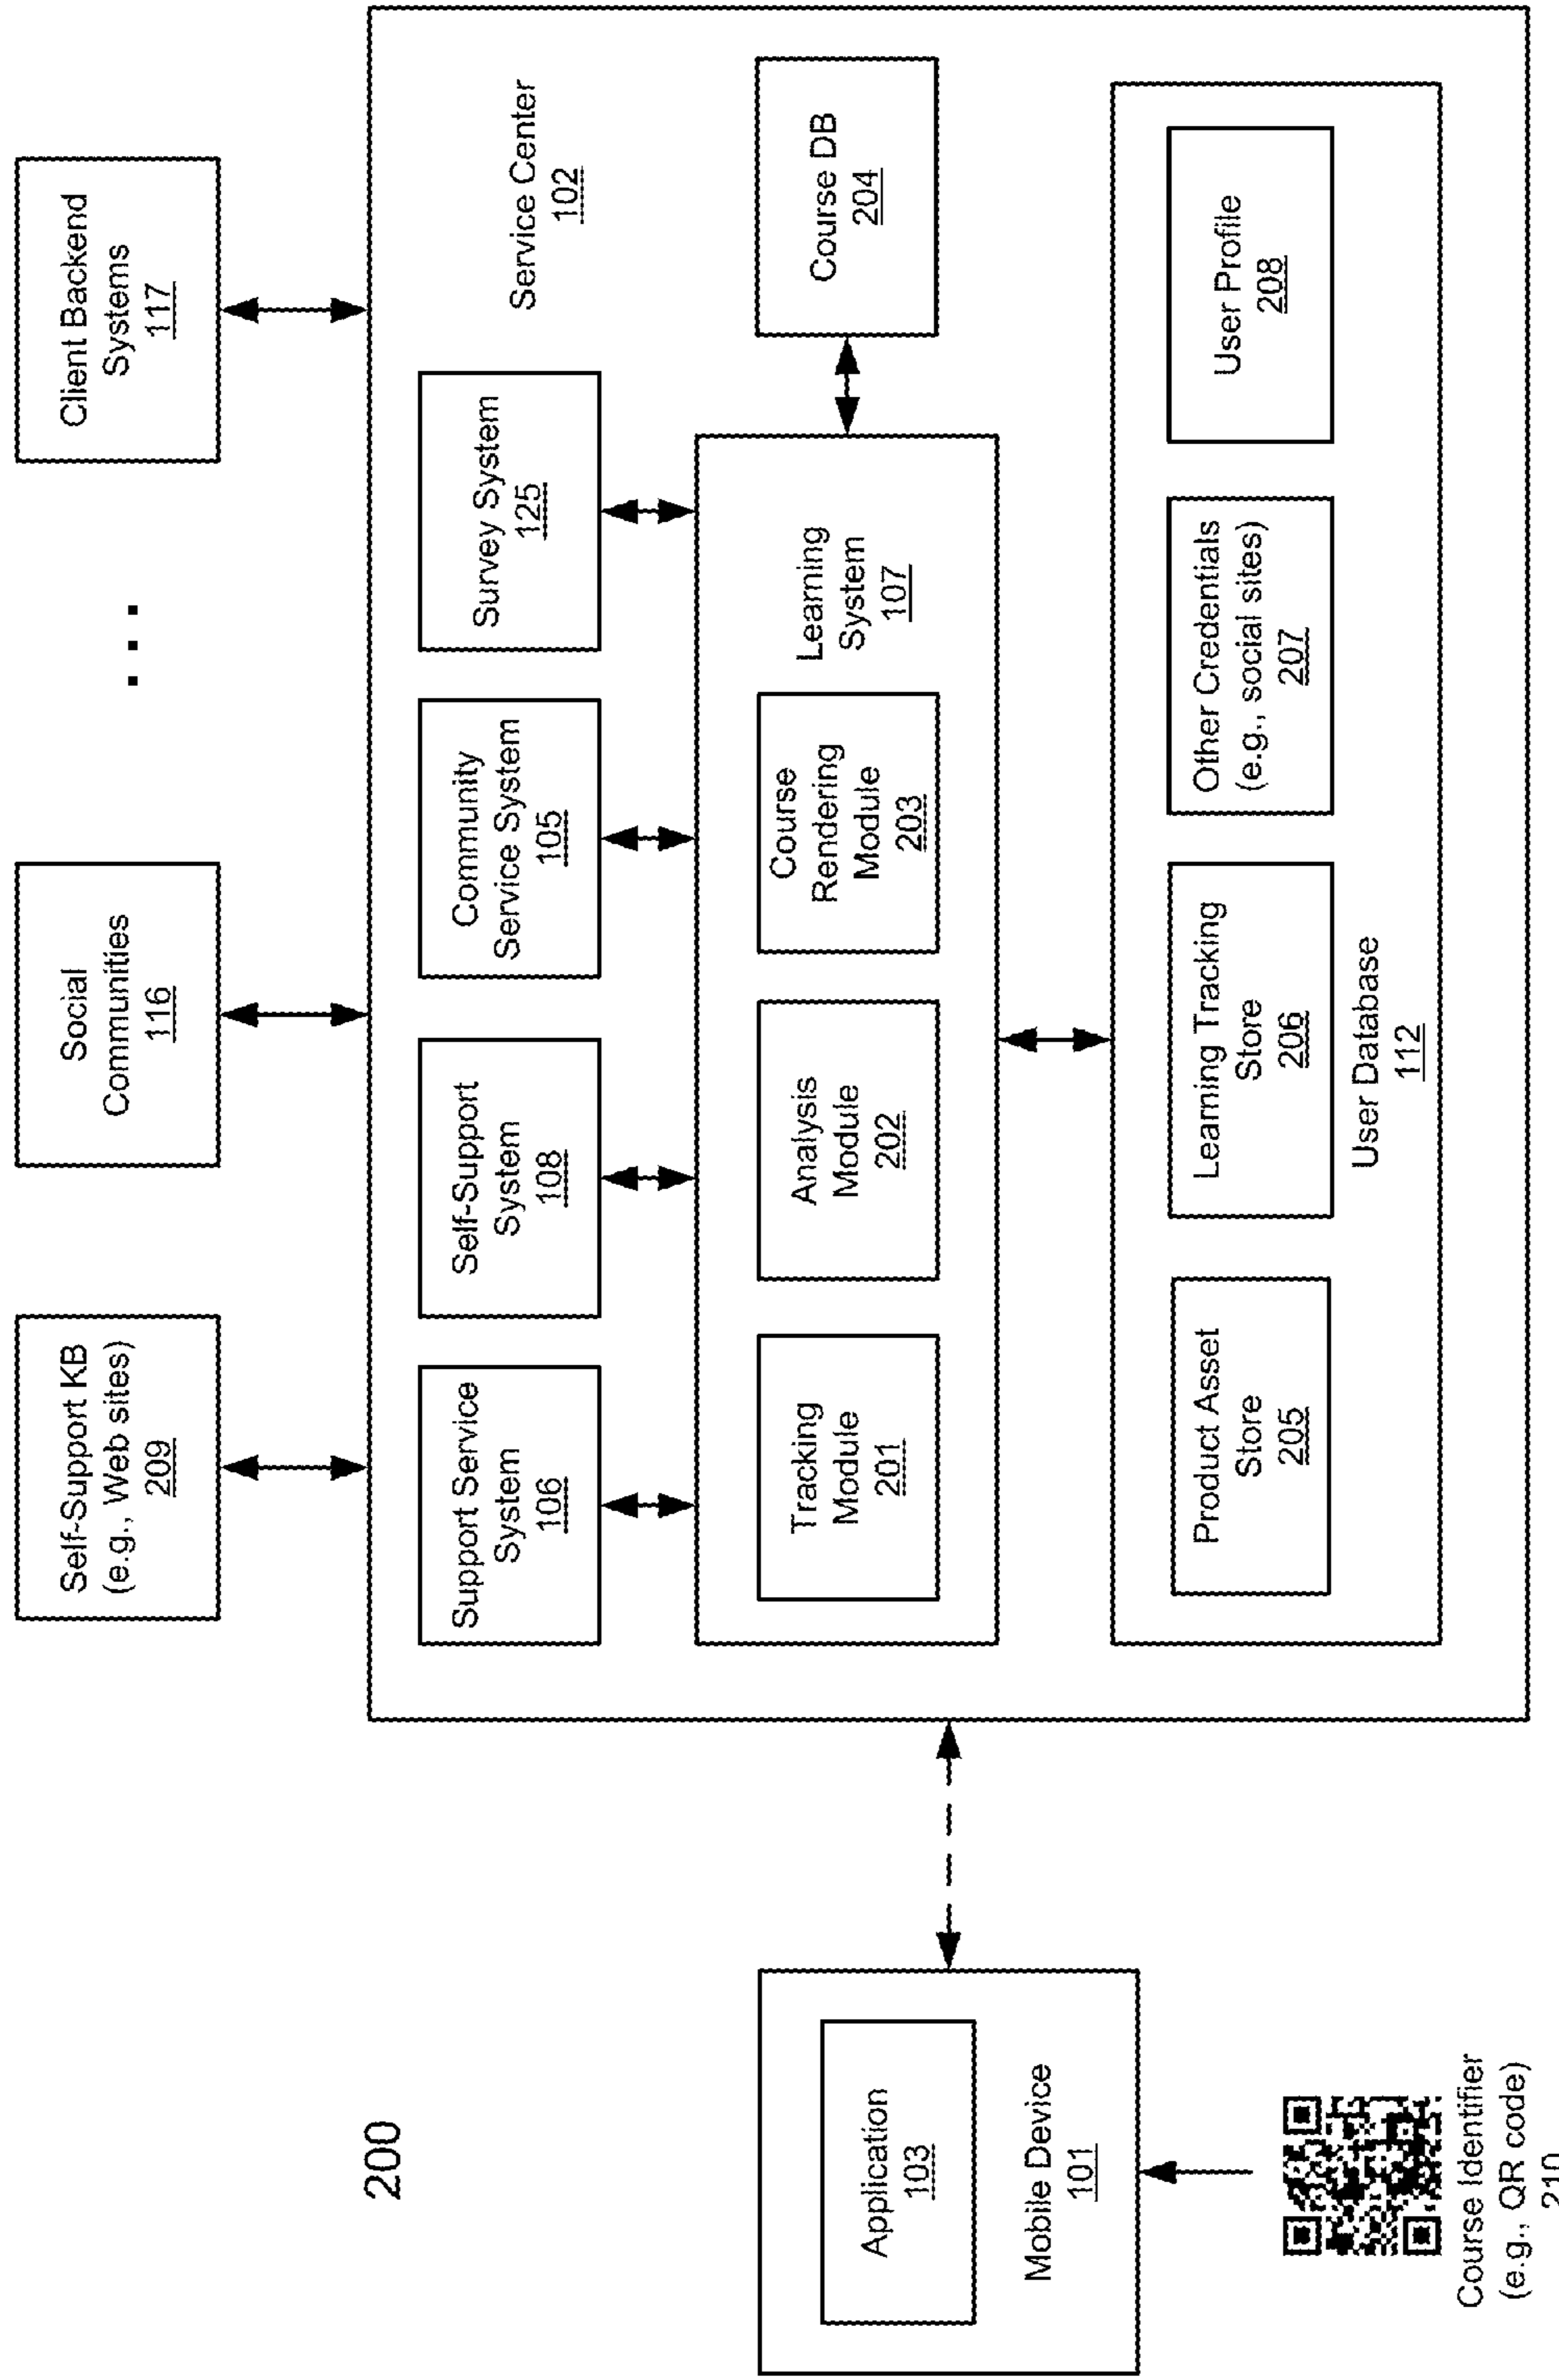 200
Self-Support KB
(e.g., Web sites)
209
Social
Communities
116
. . .
Client Backend
Systems
117
Service Center
102
Support Service
System
106
Self-Support
System
108
Community
Service System
105
Survey System
125
Tracking
Module
201
Analysis
Module
202
Course
Rendering
Module
203
Learning
System
107
Course DB
204
Product Asset
Store
205
Learning Tracking
Store
206
Other Credentials
(e.g., social sites)
207
User Profile
208
User Database
112
Application
103
Mobile Device
101
Course Identifier
(e.g., QR code)
210